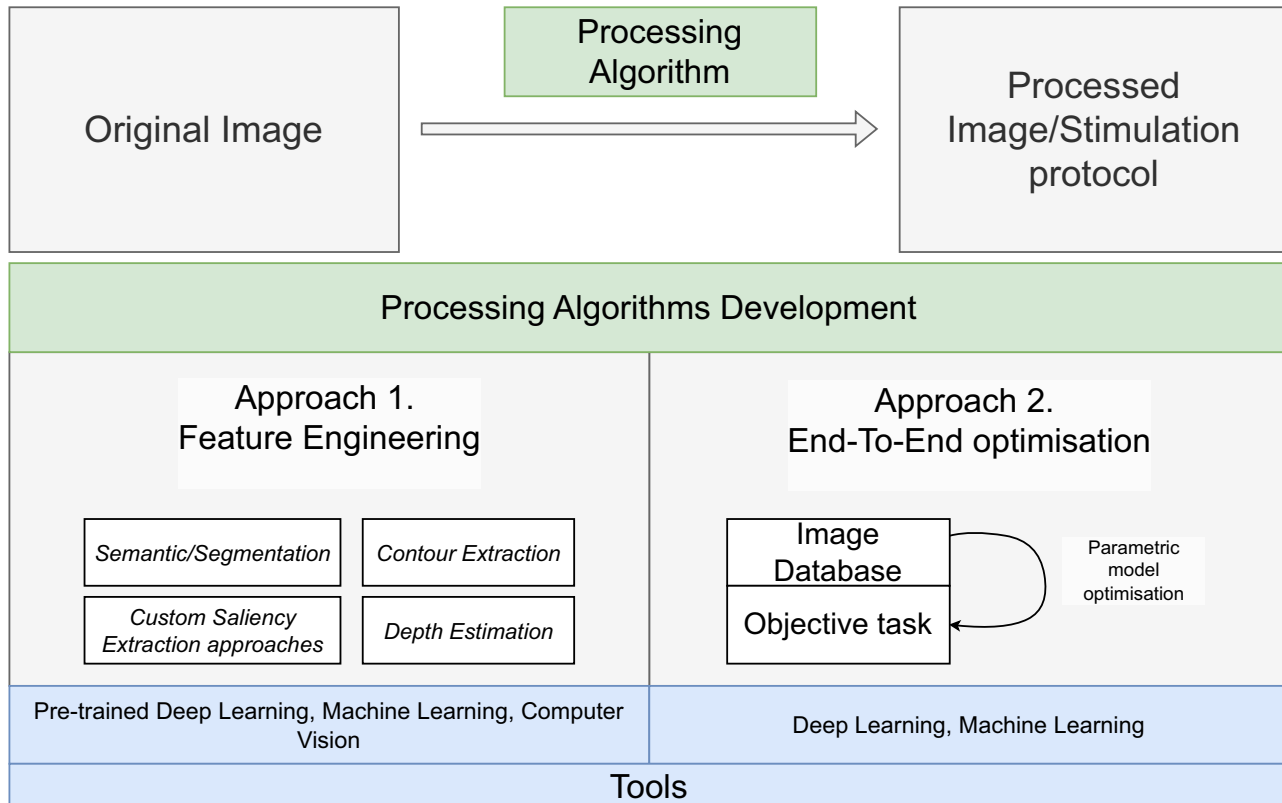 Processing
Algorithm
Original Image
Processed
Image/Stimulation
protocol
Processing Algorithms Development
Approach 1.
Feature Engineering
Semantic/Segmentation
Contour Extraction
Custom Saliency
Extraction approaches
Depth Estimation
Approach 2.
End-To-End optimisation
Image
Database
Objective task
Parametric
model
optimisation
Pre-trained Deep Learning, Machine Learning, Computer
Vision
Deep Learning, Machine Learning
Tools